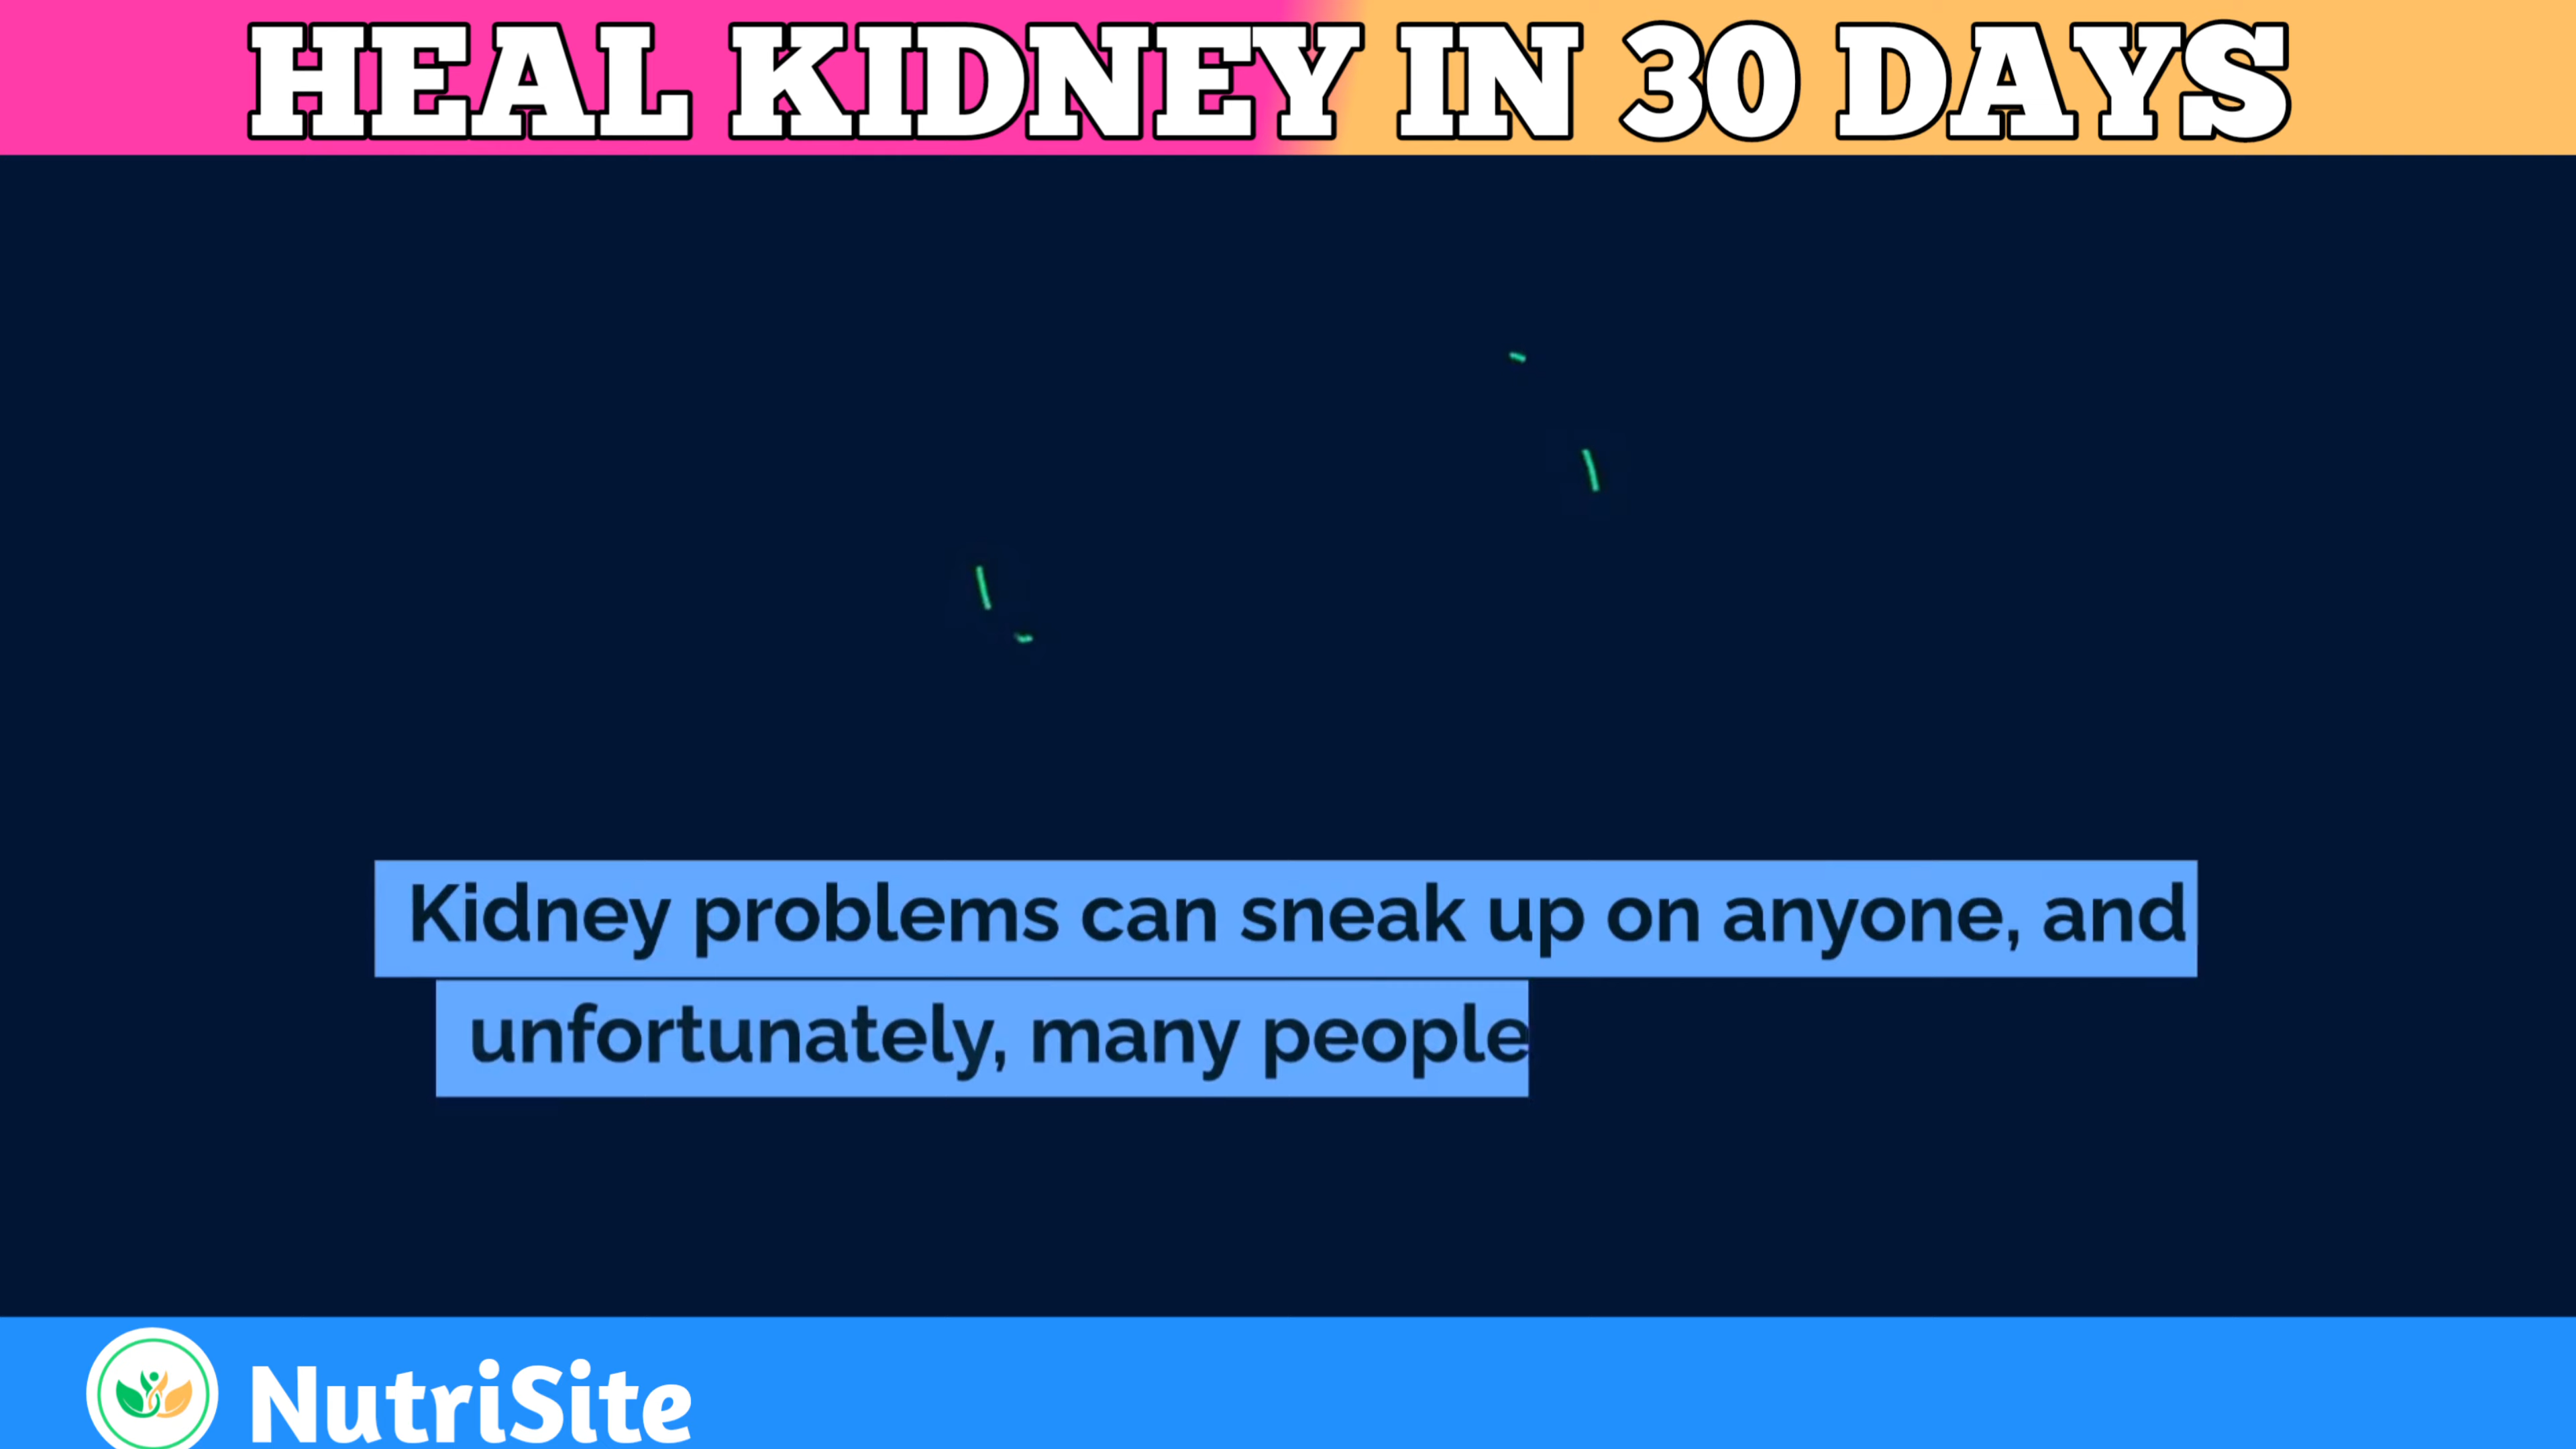 HEAL KIDNEY IN 30 DAYS
Kidney problems can sneak up on anyone, and
unfortunately, many people
NutriSite